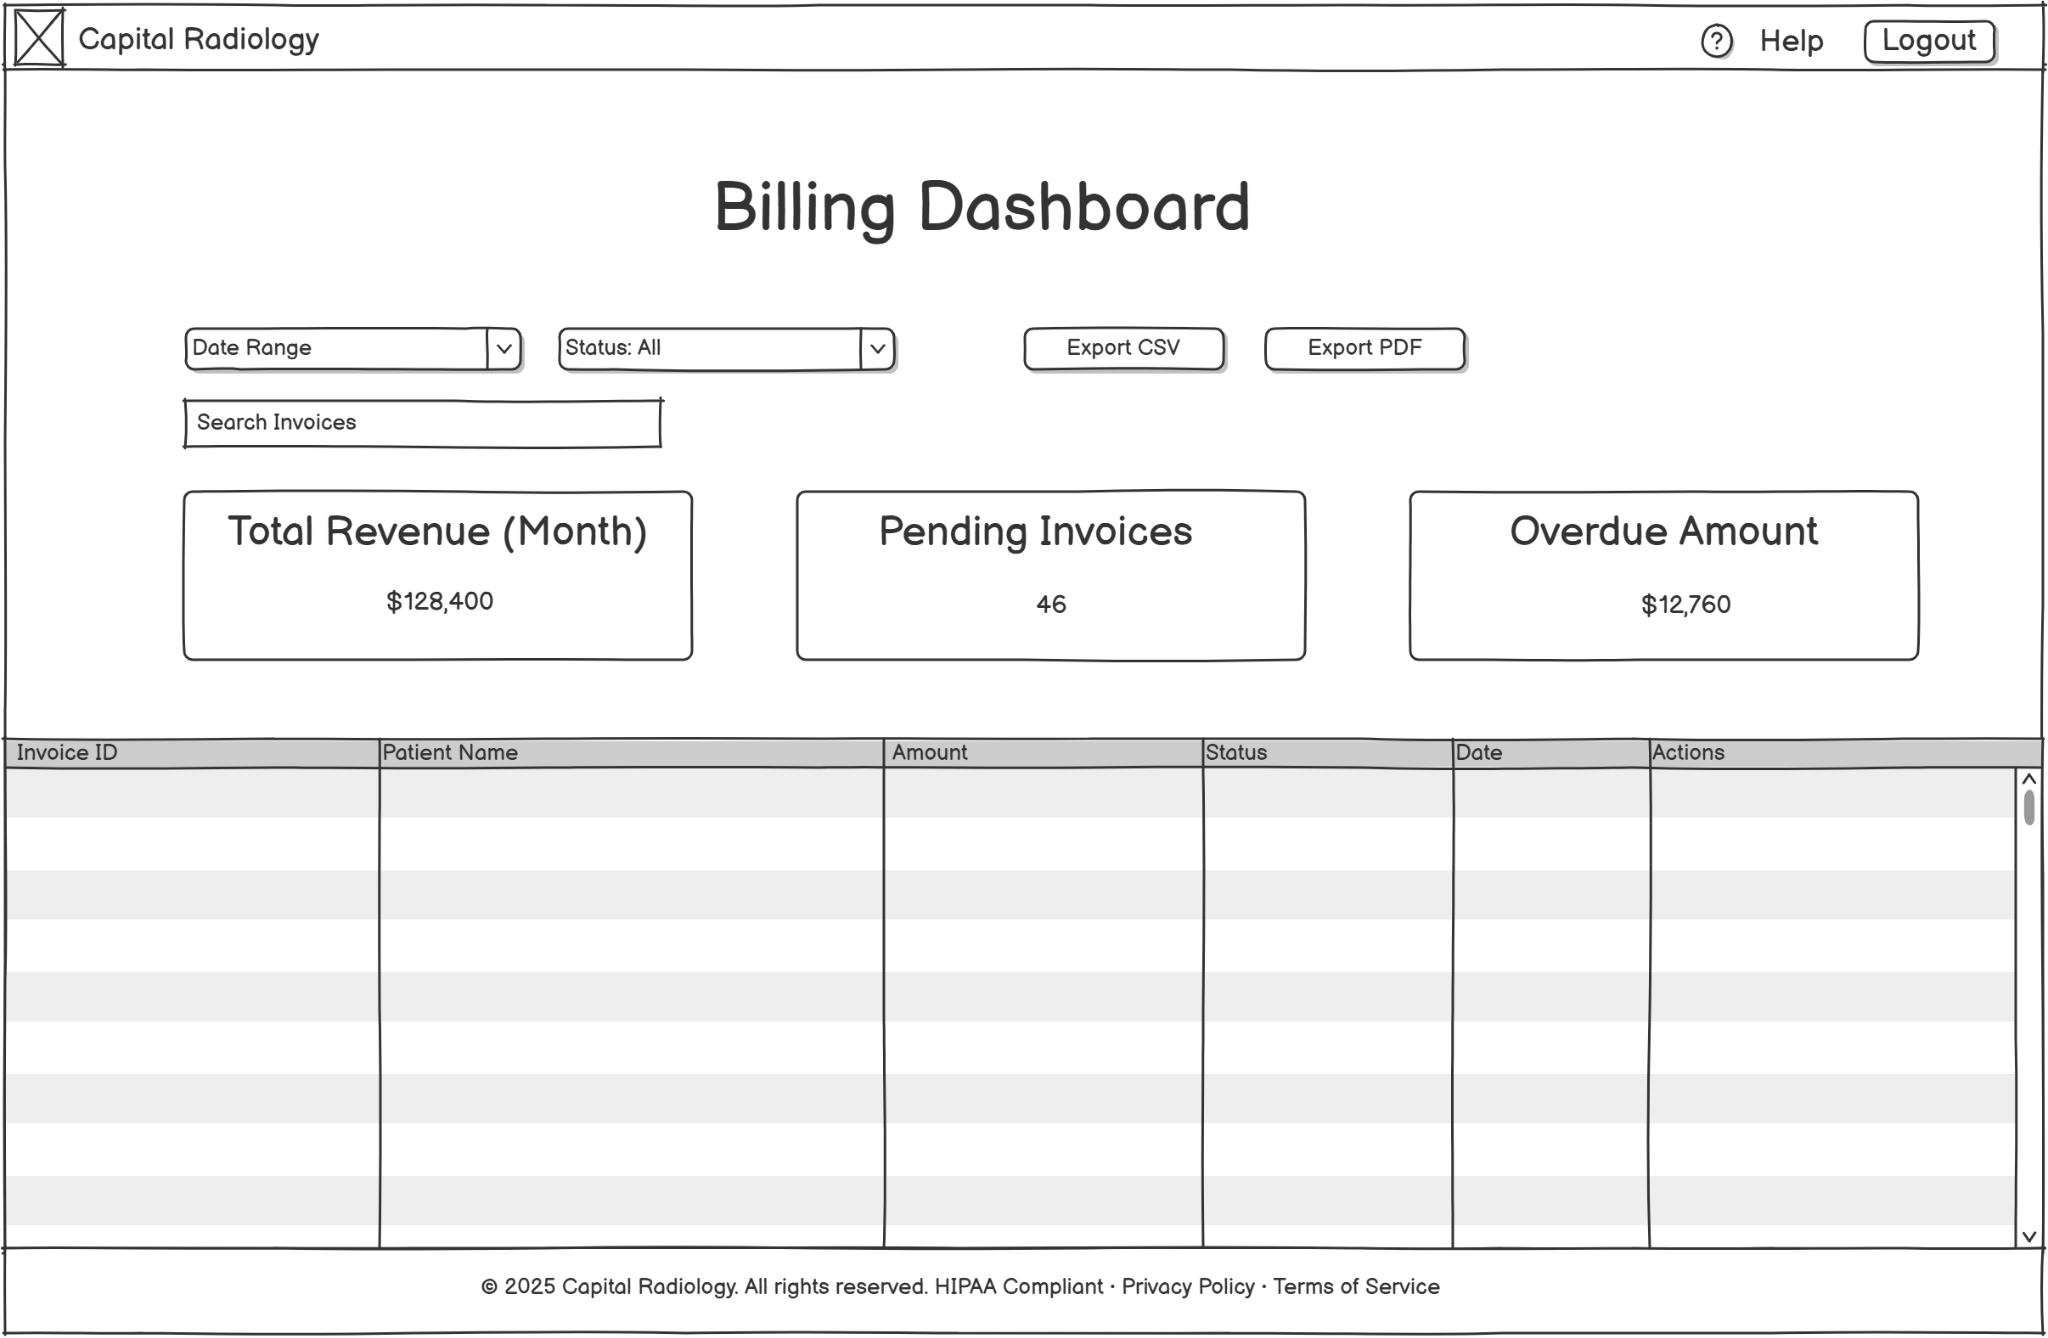 Capital Radiology
? Help Logout
Billing Dashboard
Date Range Status: All Export CSV Export PDF
Search Invoices
Total Revenue (Month) Pending Invoices Overdue Amount
$128,400 46 $12,760
Invoice ID Patient Name Amount Status Date Actions
© 2025 Capital Radiology. All rights reserved. HIPAA Compliant · Privacy Policy · Terms of Service